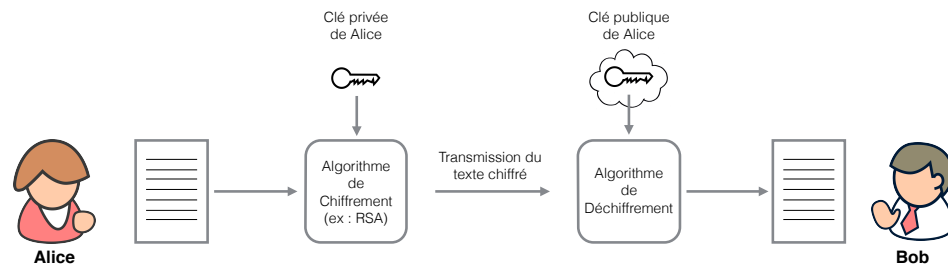 Clé privée
de Alice
Clé publique
de Alice
Algorithme
de
Chiffrement
(ex : RSA)
Transmission du
texte chiffré
Algorithme
de
Déchiffrement
Alice
Bob